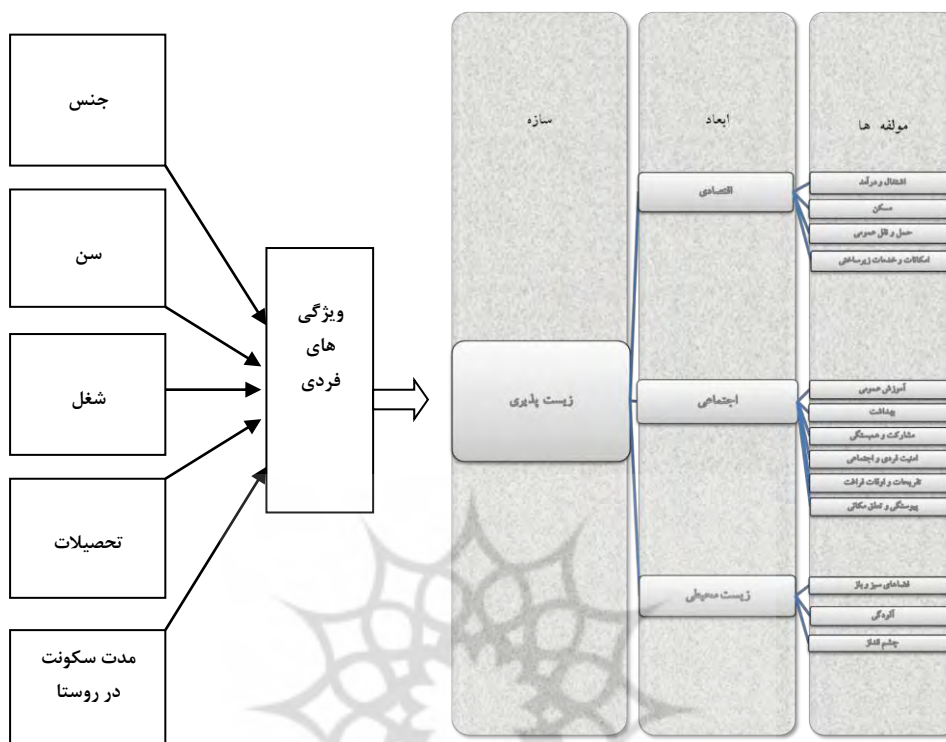 جنس
سن
شغل
تحصیلات
مدت سکونت
در روستا
ویژگی
های
فردی
سازه
ابعاد
مولفه ها
زیست پذیری
اقتصادی
اشتغال و درآمد
مسکن
حمل و نقل عمومی
امکانات و خدمات زیرساختی
اجتماعی
آموزش عمومی
بهداشت
مشارکت و همبستگی
امنیت فردی و اجتماعی
تفریحات و اوقات فراغت
پیوستگی و تعلق مکانی
زیست محیطی
فضاهای سبز و باز
آلودگی
چشم انداز